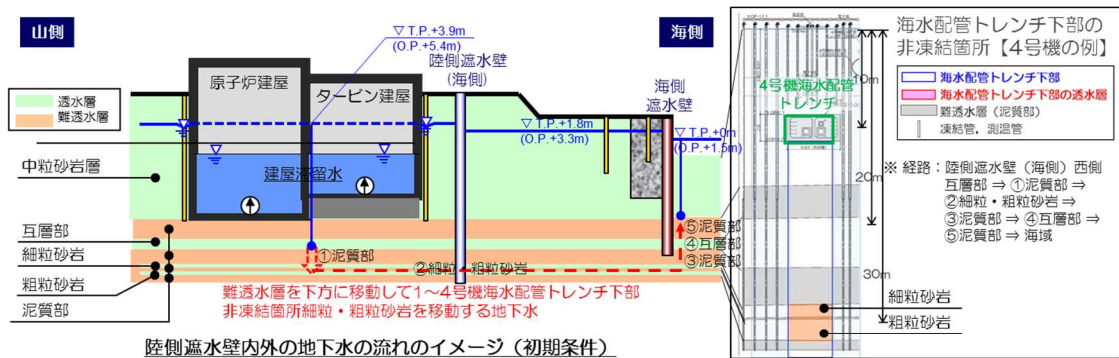 山側
▽T.P.+3.9m
(O.P.+5.4m)
陸側遮水壁
(海側)
海側
原子炉建屋
タービン建屋
海側
遮水壁
透水層
難透水層
▽T.P.+1.8m
(O.P.+3.3m)
▽T.P.+0m
(O.P.+1.5m)
建屋滞留水
中粒砂岩層
互層部
細粒砂岩
粗粒砂岩
泥質部
①泥質部
②細粒・粗粒砂岩
⑤泥質部
④互層部
③泥質部
難透水層を下方に移動して1~4号機海水配管トレンチ下部
非凍結箇所細粒・粗粒砂岩を移動する地下水
陸側遮水壁内外の地下水の流れのイメージ(初期条件)
海水配管トレンチ下部の
非凍結箇所【4号機の例】
10m
4号機海水配管
トレンチ
20m
30m
海水配管トレンチ下部
海水配管トレンチ下部の透水層
難透水層(泥質部)
凍結管,測温管
※ 経路:陸側遮水壁(海側)西側
互層部 ⇒ ①泥質部 ⇒
②細粒・粗粒砂岩⇒
③泥質部 ⇒ ④互層部 ⇒
⑤泥質部 ⇒ 海域
細粒砂岩
粗粒砂岩